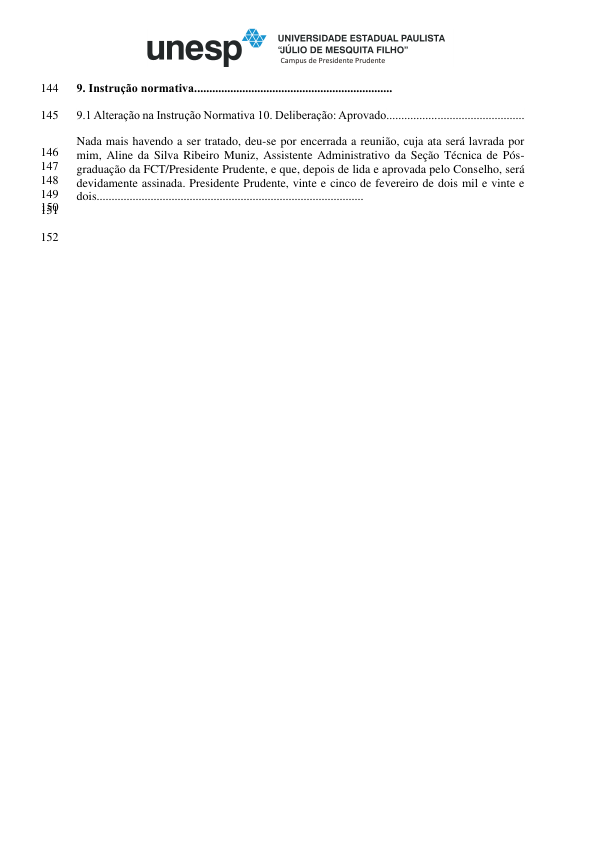 unesp
UNIVERSIDADE ESTADUAL PAULISTA
“JÚLIO DE MESQUITA FILHO”
Campus de Presidente Prudente
144 9. Instrução normativa..................................................................
145 9.1 Alteração na Instrução Normativa 10. Deliberação: Aprovado..............................................
146 Nada mais havendo a ser tratado, deu-se por encerrada a reunião, cuja ata será lavrada por
147 mim, Aline da Silva Ribeiro Muniz, Assistente Administrativo da Seção Técnica de Pós-
148 graduação da FCT/Presidente Prudente, e que, depois de lida e aprovada pelo Conselho, será
149 devidamente assinada. Presidente Prudente, vinte e cinco de fevereiro de dois mil e vinte e
150 dois.........................................................................................
151
152